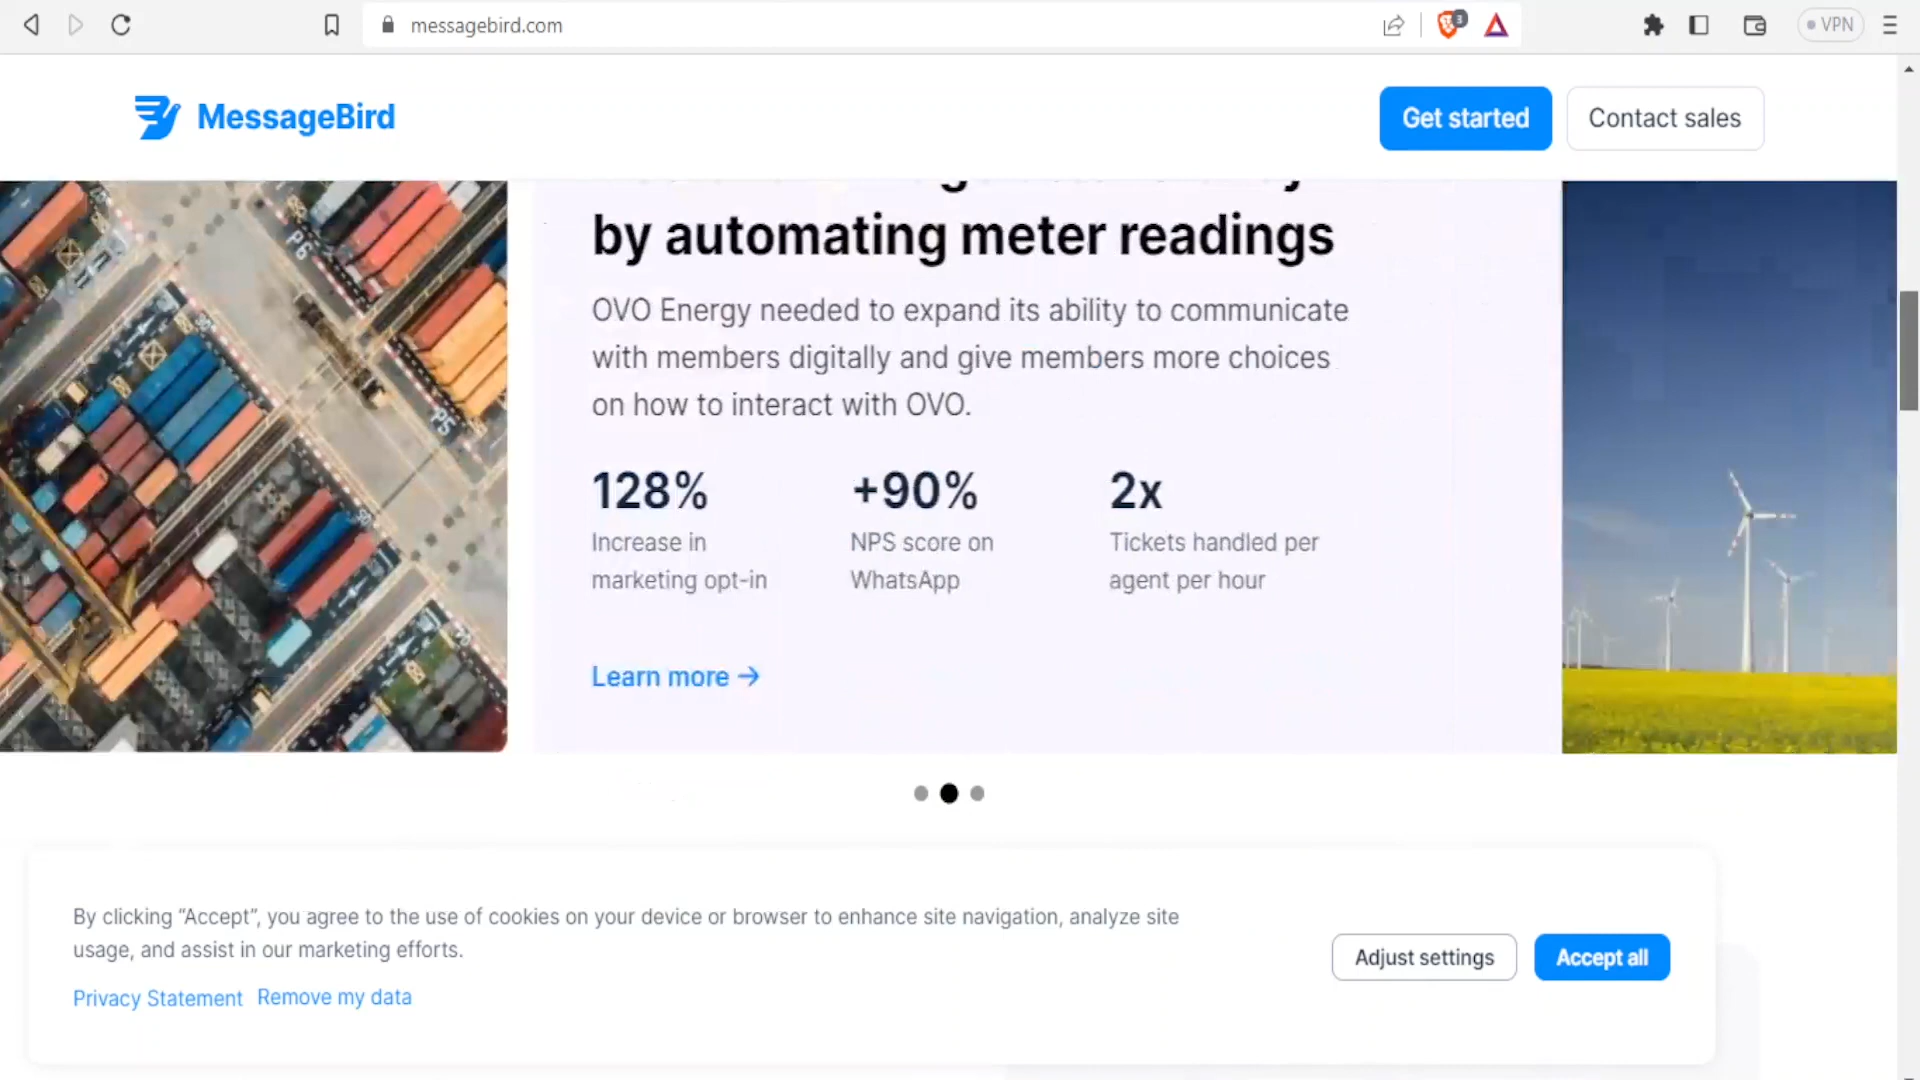 messagebird.com
3
VPN
MessageBird
Get started
Contact sales
by automating meter readings
OVO Energy needed to expand its ability to communicate
with members digitally and give members more choices
on how to interact with OVO.
128%
Increase in
marketing opt-in
+90%
NPS score on
WhatsApp
2x
Tickets handled per
agent per hour
Learn more →
P6
P5
By clicking “Accept”, you agree to the use of cookies on your device or browser to enhance site navigation, analyze site
usage, and assist in our marketing efforts.
Privacy Statement Remove my data
Adjust settings
Accept all